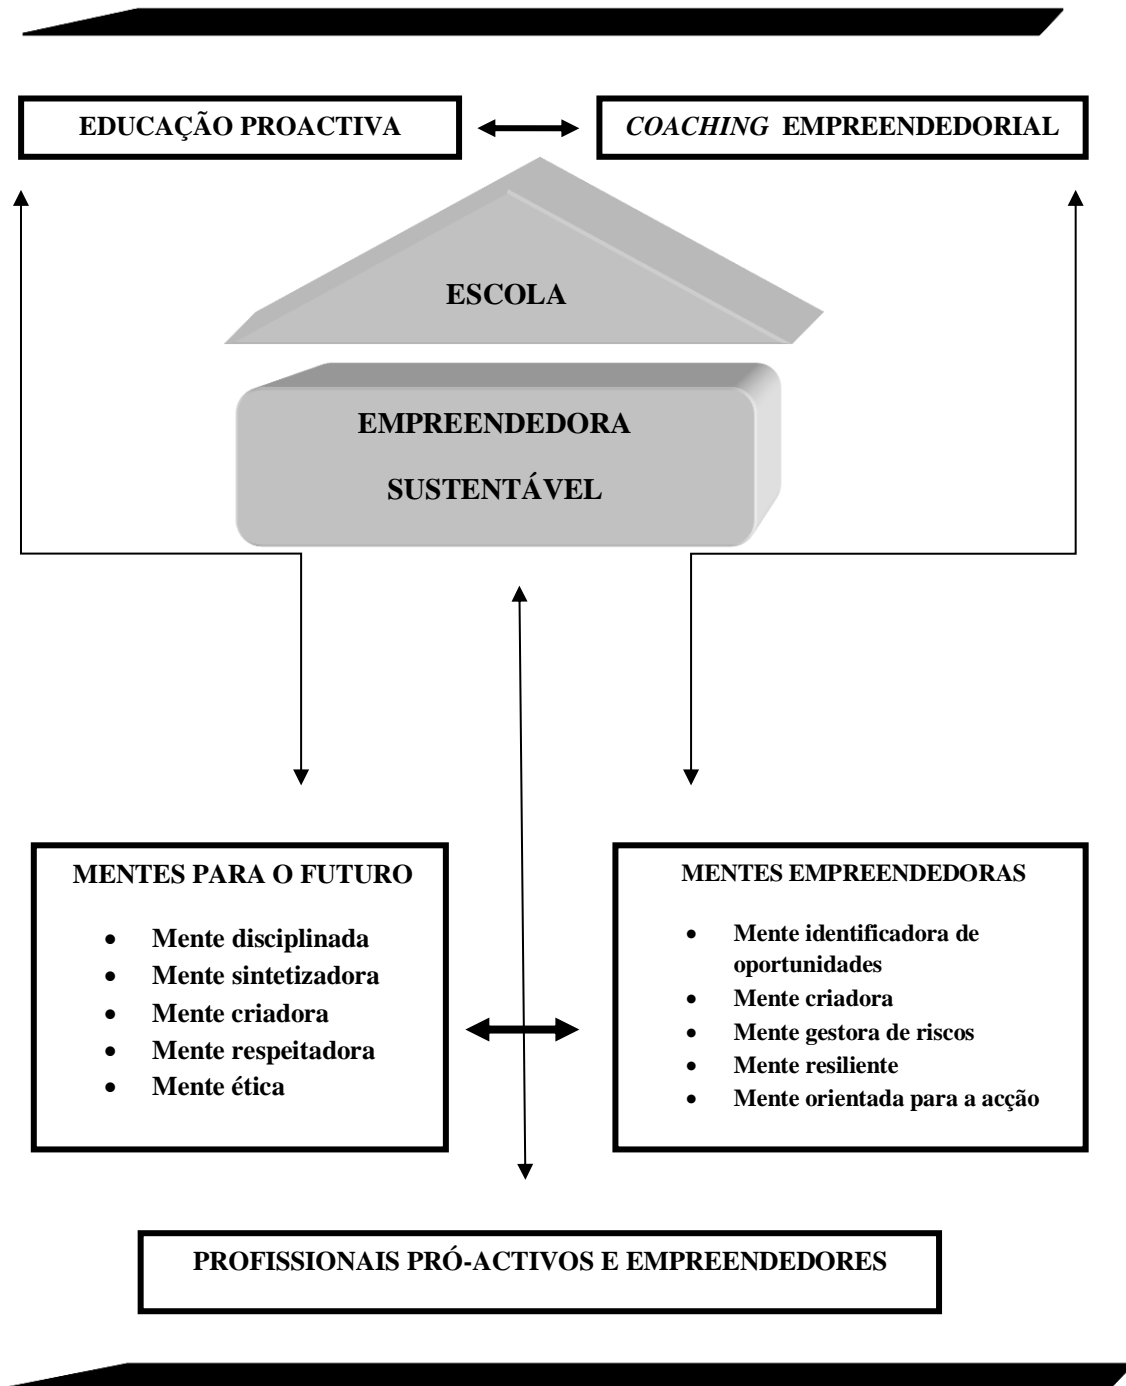 EDUCAÇÃO PROACTIVA
COACHING EMPREENDEDORIAL
ESCOLA
EMPREENDEDORA
SUSTENTÁVEL
MENTES PARA O FUTURO
• Mente disciplinada
• Mente sintetizadora
• Mente criadora
• Mente respeitadora
• Mente ética
MENTES EMPREENDEDORAS
• Mente identificadora de
oportunidades
• Mente criadora
• Mente gestora de riscos
• Mente resiliente
• Mente orientada para a acção
PROFISSIONAIS PRÓ-ACTIVOS E EMPREENDEDORES